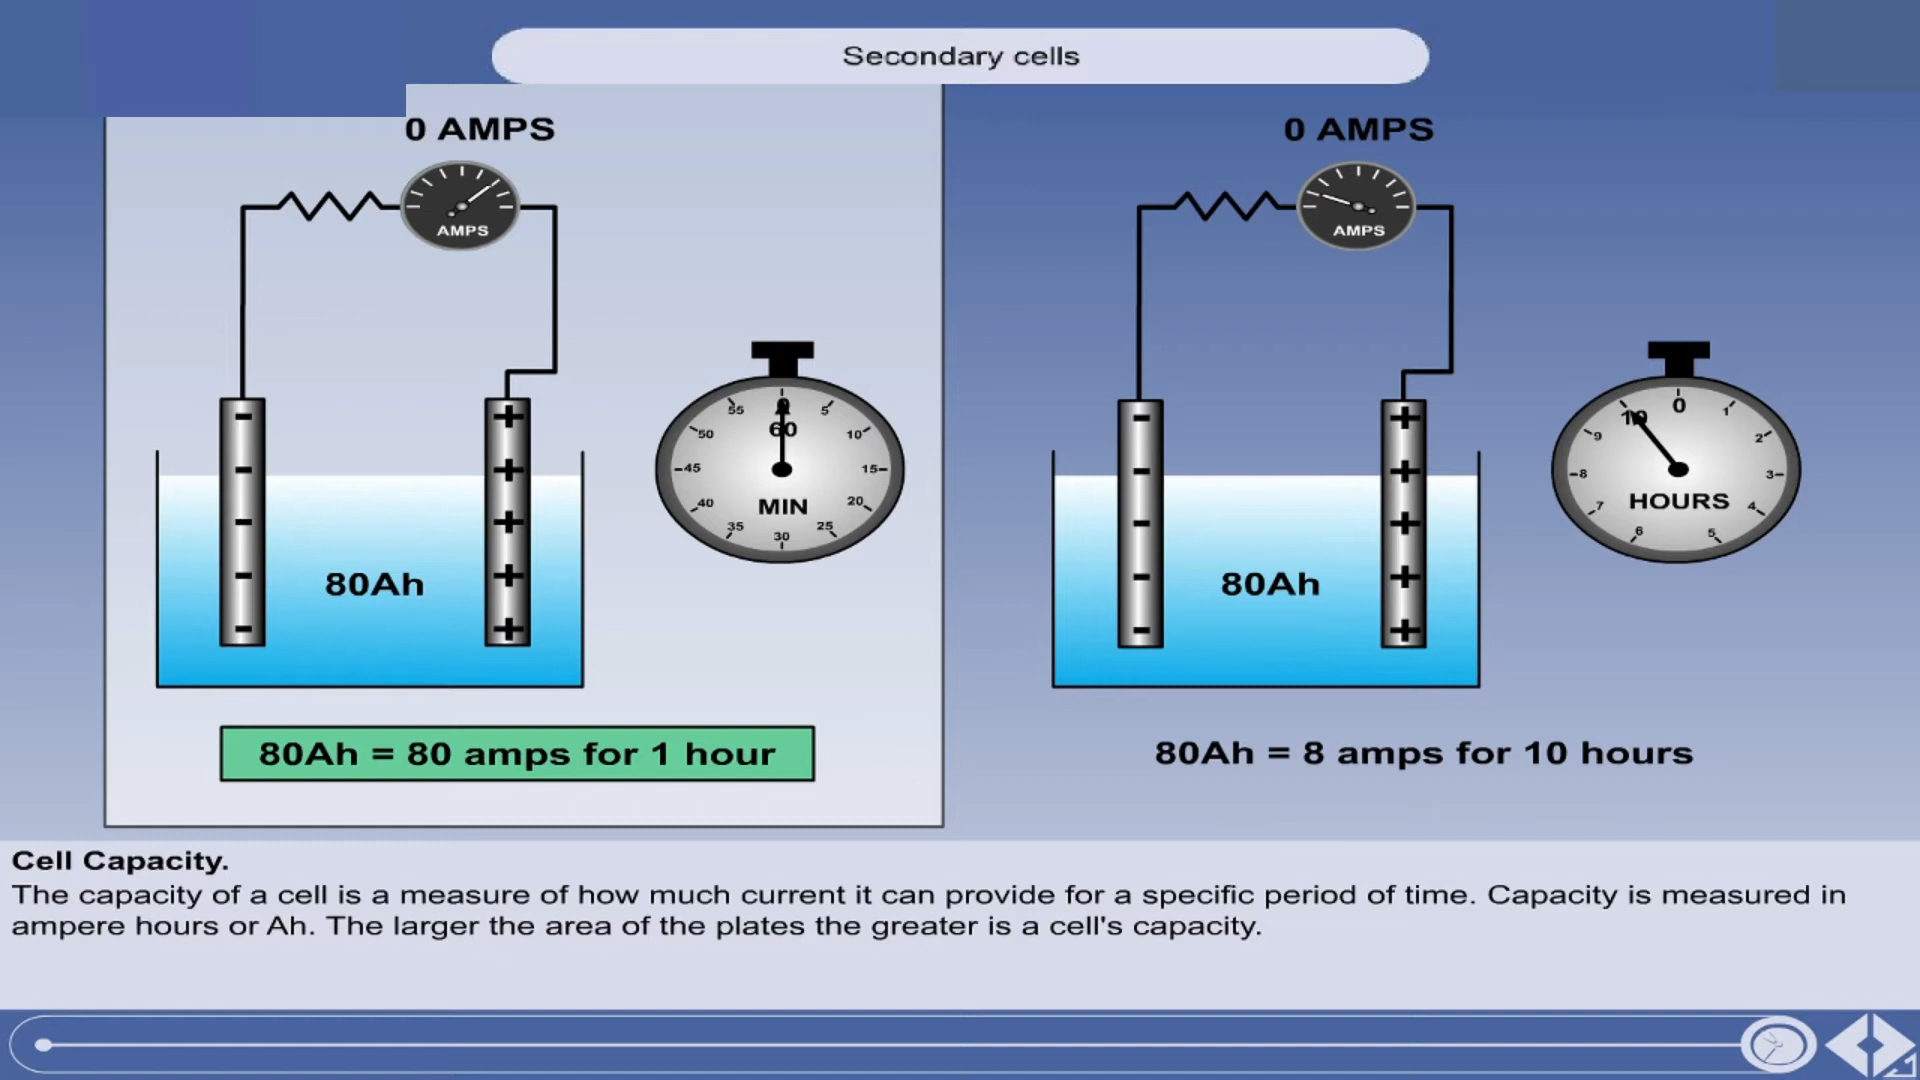 Secondary cells
0 AMPS
AMPS
80Ah
55 0 5
50 60 10
45 15
40 MIN 20
35 30 25
80Ah = 80 amps for 1 hour
0 AMPS
AMPS
80Ah
10 0 1
9 2
8 3
7 HOURS 4
6 5
80Ah = 8 amps for 10 hours
Cell Capacity.
The capacity of a cell is a measure of how much current it can provide for a specific period of time. Capacity is measured in
ampere hours or Ah. The larger the area of the plates the greater is a cell's capacity.